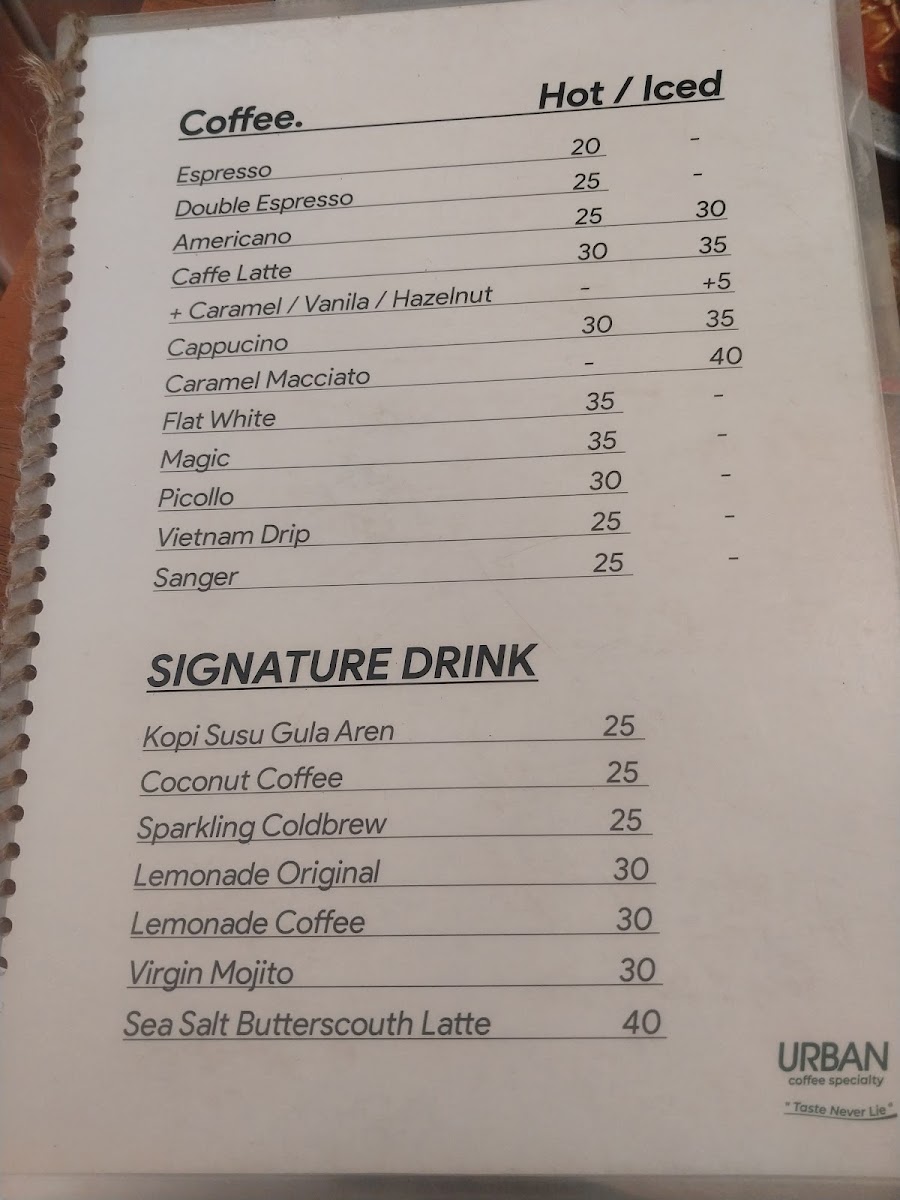 Coffee. Hot / Iced
Espresso 20 -
Double Espresso 25 -
Americano 25 30
Caffe Latte 30 35
+ Caramel / Vanila / Hazelnut - +5
Cappucino 30 35
Caramel Macciato - 40
Flat White 35 -
Magic 35 -
Picollo 30 -
Vietnam Drip 25 -
Sanger 25 -
SIGNATURE DRINK
Kopi Susu Gula Aren 25
Coconut Coffee 25
Sparkling Coldbrew 25
Lemonade Original 30
Lemonade Coffee 30
Virgin Mojito 30
Sea Salt Butterscouth Latte 40
URBAN
coffee specialty
"Taste Never Lie"